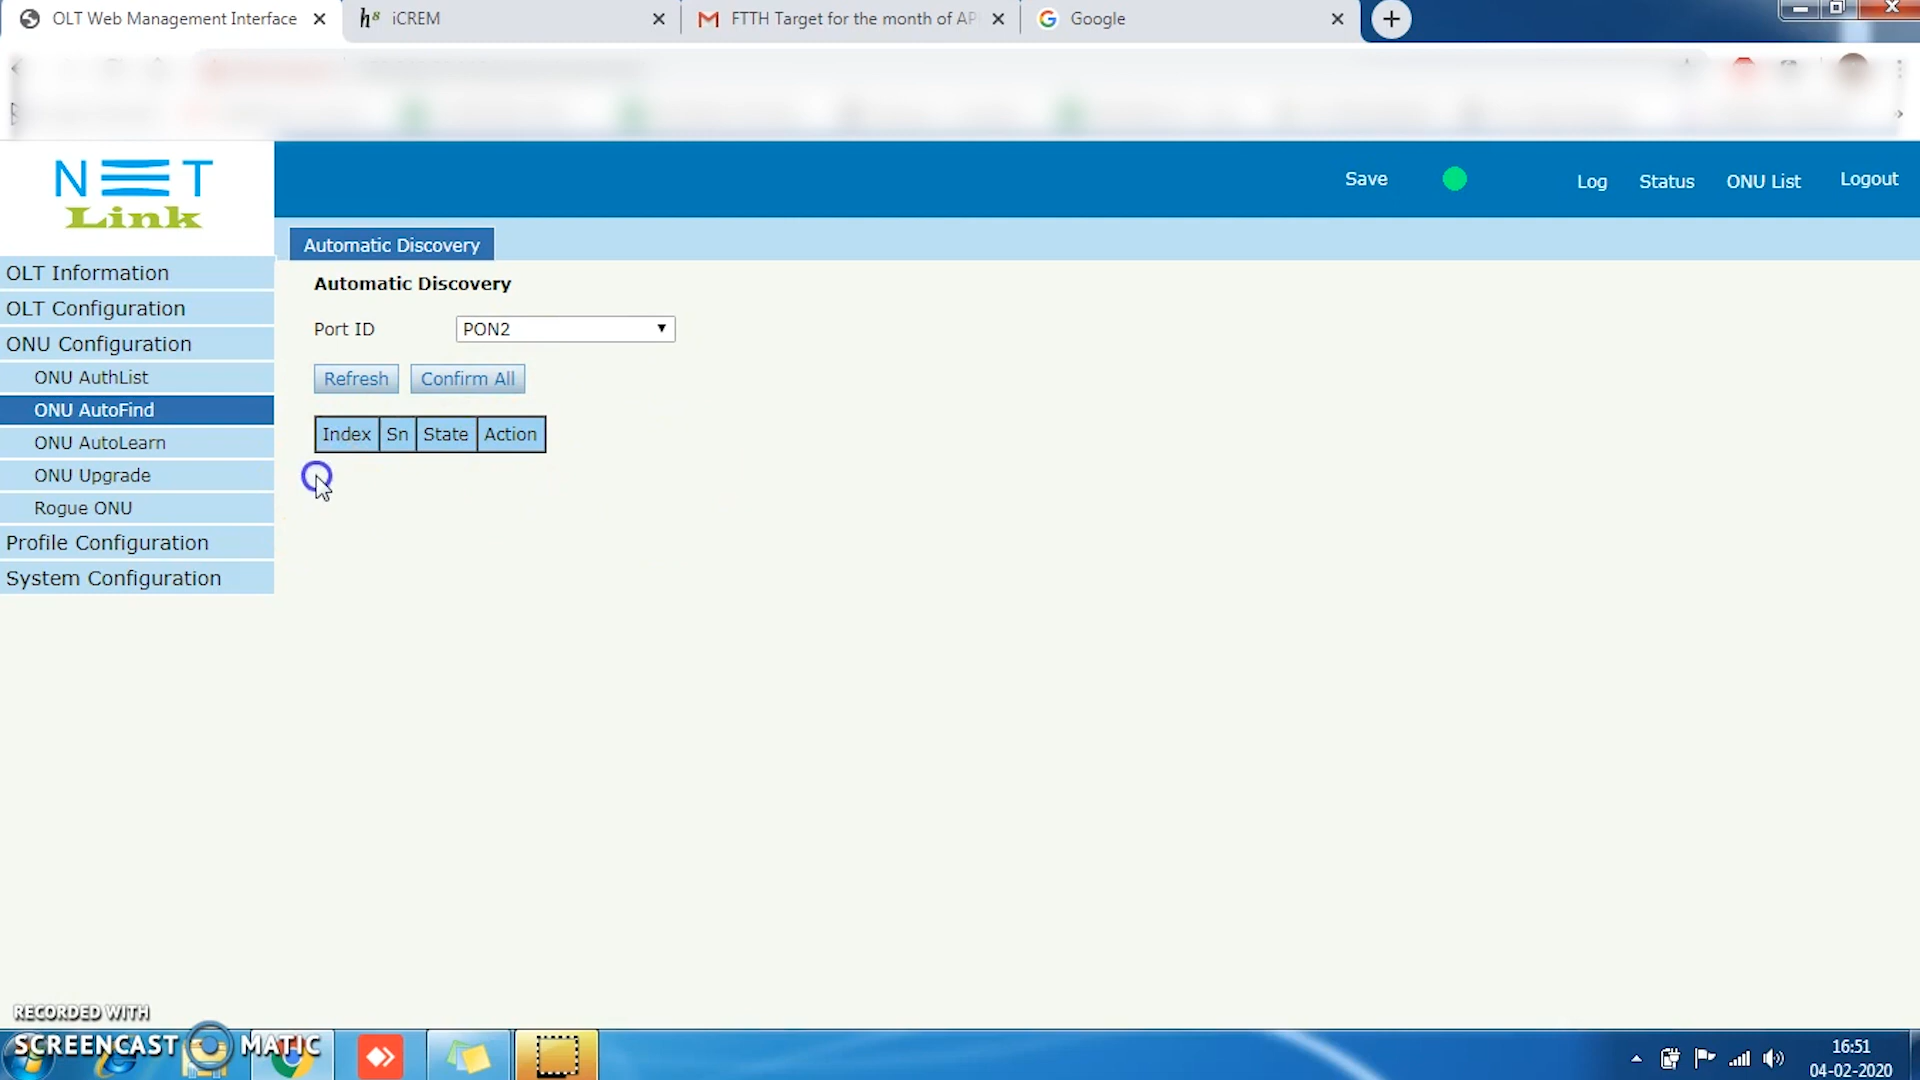 OLT Web Management Interface
h⁸ iCREM
FTTH Target for the month of AP
Google
Save
Log
Status
ONU List
Logout
NET
Link
Automatic Discovery
OLT Information
OLT Configuration
ONU Configuration
ONU AuthList
ONU AutoFind
ONU AutoLearn
ONU Upgrade
Rogue ONU
Profile Configuration
System Configuration
Automatic Discovery
Port ID
PON2
Refresh
Confirm All
Index Sn State Action
RECORDED WITH
SCREENCAST MATIC
16:51
04-02-2020